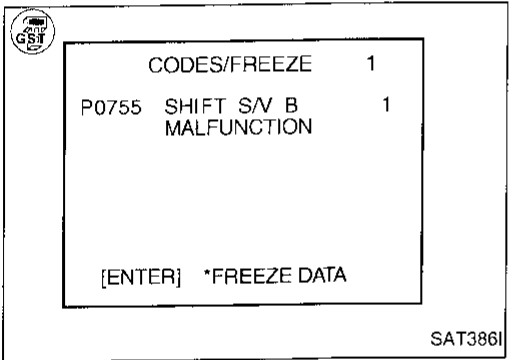 GST
CODES/FREEZE 1
P0755 SHIFT S/V B 1
MALFUNCTION
[ENTER] *FREEZE DATA
SAT386I